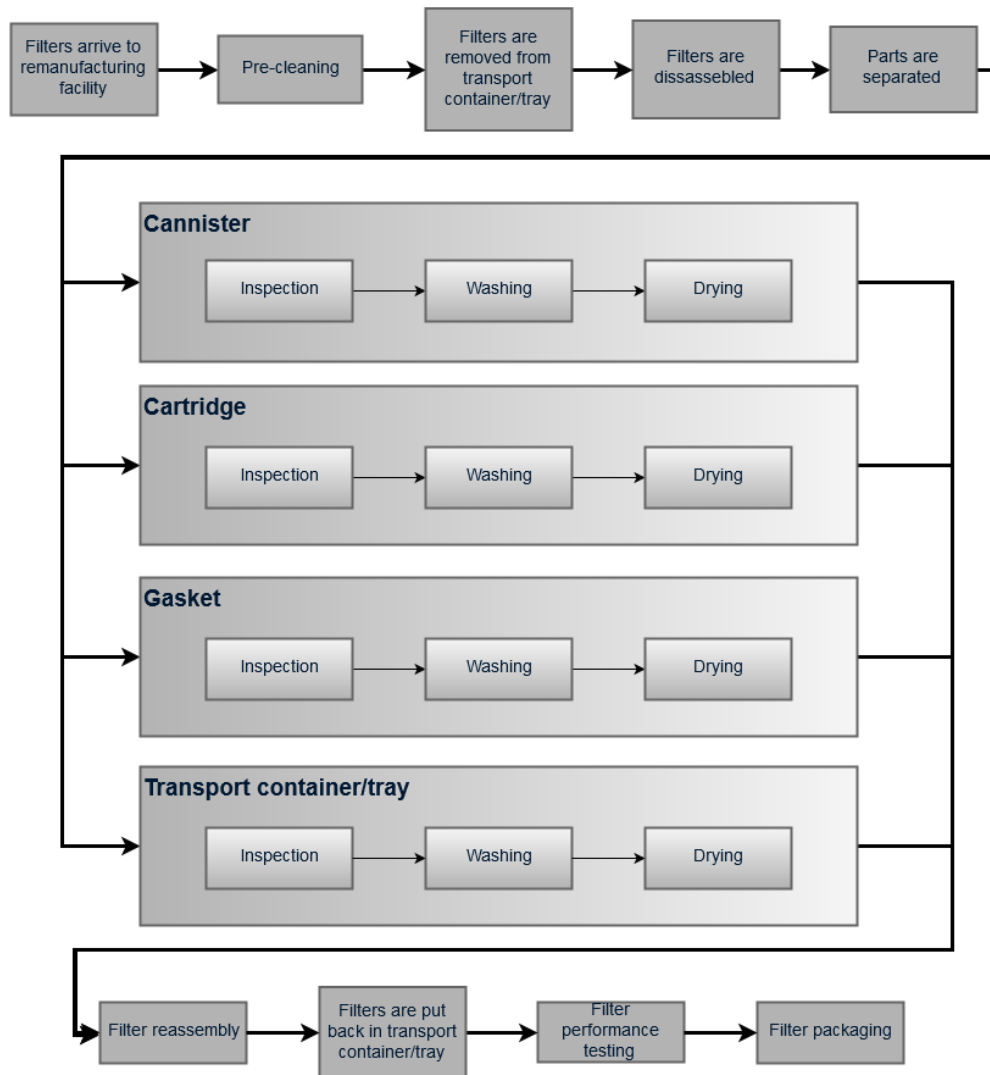 Filters arrive to
remanufacturing
facility
Pre-cleaning
Filters are
removed from
transport
container/tray
Filters are
dissassebled
Parts are
separated
Cannister
Inspection
Washing
Drying
Cartridge
Inspection
Washing
Drying
Gasket
Inspection
Washing
Drying
Transport container/tray
Inspection
Washing
Drying
Filter reassembly
Filters are put
back in transport
container/tray
Filter
performance
testing
Filter packaging